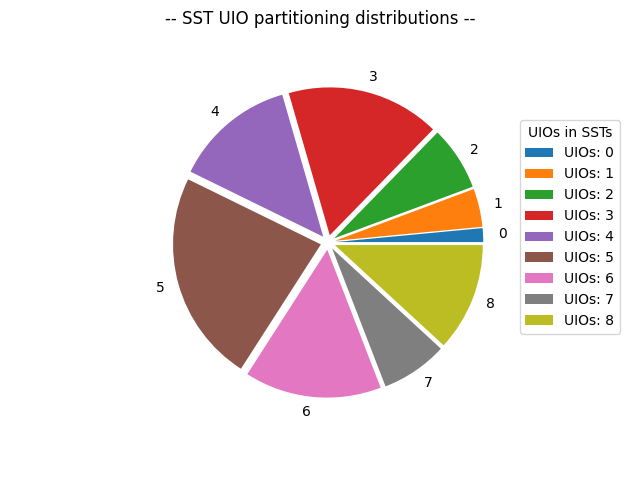 -- SST UIO partitioning distributions --
3
4
2
1
0
5
8
7
6
UIOs in SSTs
UIOs: 0
UIOs: 1
UIOs: 2
UIOs: 3
UIOs: 4
UIOs: 5
UIOs: 6
UIOs: 7
UIOs: 8